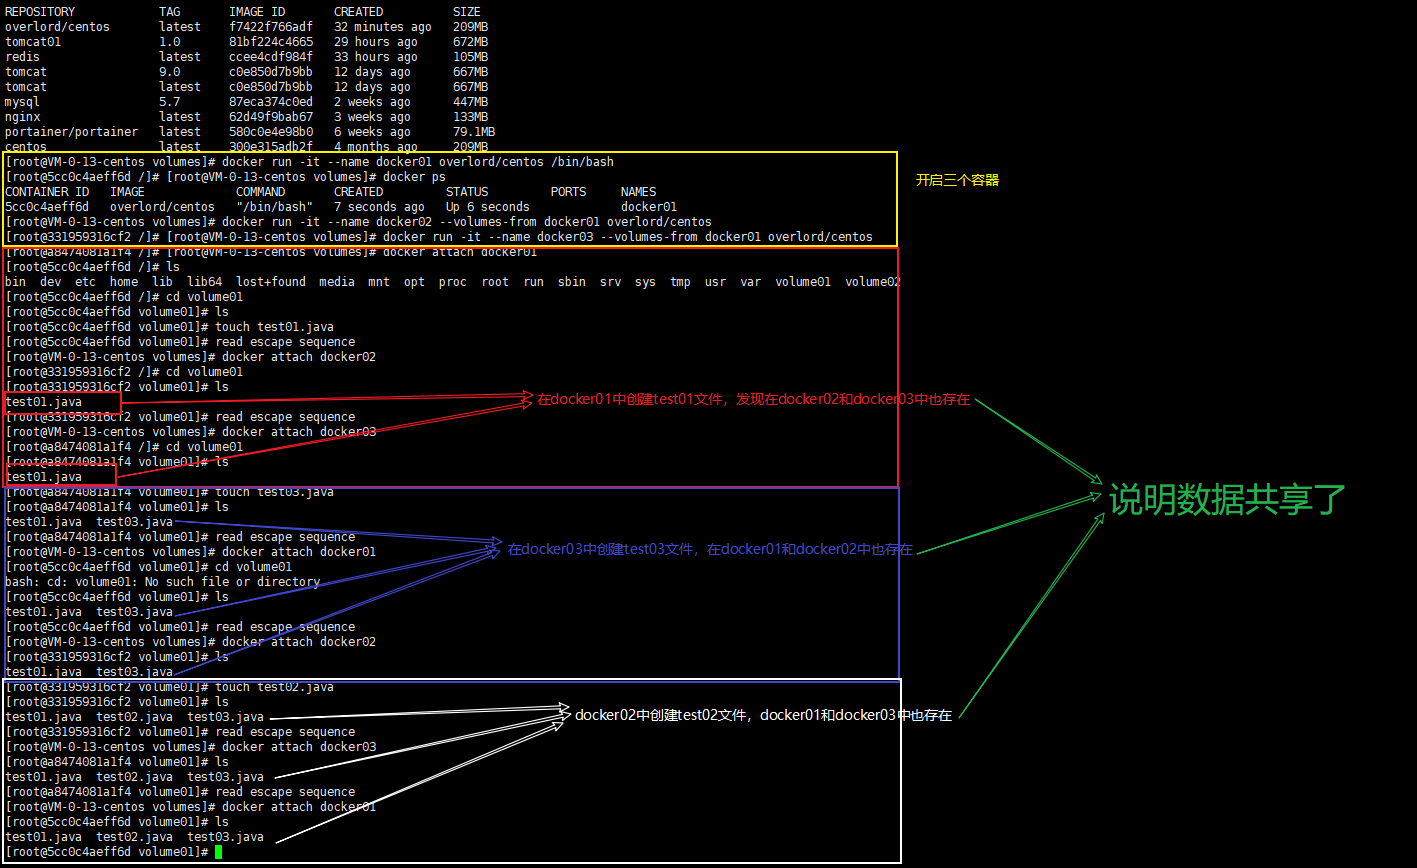 REPOSITORY TAG IMAGE ID CREATED SIZE
overlord/centos latest f7422f766adf 32 minutes ago 209MB
tomcat01 1.0 81bf224c4665 29 hours ago 672MB
redis latest ccee4cdf984f 33 hours ago 105MB
tomcat 9.0 c0e850d7b9bb 12 days ago 667MB
tomcat latest c0e850d7b9bb 12 days ago 667MB
mysql 5.7 87eca374c0ed 2 weeks ago 447MB
nginx latest 62d49f9bab67 3 weeks ago 133MB
portainer/portainer latest 580c0e4e98b0 6 weeks ago 79.1MB
centos latest 300e315adb2f 4 months ago 209MB
[root@VM-0-13-centos volumes]# docker run -it --name docker01 overlord/centos /bin/bash
[root@5cc0c4aeff6d /]# [root@VM-0-13-centos volumes]# docker ps
开启三个容器
CONTAINER ID IMAGE COMMAND CREATED STATUS PORTS NAMES
5cc0c4aeff6d overlord/centos "/bin/bash" 7 seconds ago Up 6 seconds docker01
[root@VM-0-13-centos volumes]# docker run -it --name docker02 --volumes-from docker01 overlord/centos
[root@331959316cf2 /]# [root@VM-0-13-centos volumes]# docker run -it --name docker03 --volumes-from docker01 overlord/centos
[root@a8474081a1f4 /]# [root@VM-0-13-centos volumes]# docker attach docker01
[root@5cc0c4aeff6d /]# ls
bin dev etc home lib lib64 lost+found media mnt opt proc root run sbin srv sys tmp usr var volume01 volume02
[root@5cc0c4aeff6d /]# cd volume01
[root@5cc0c4aeff6d volume01]# ls
[root@5cc0c4aeff6d volume01]# touch test01.java
[root@5cc0c4aeff6d volume01]# read escape sequence
[root@VM-0-13-centos volumes]# docker attach docker02
[root@331959316cf2 /]# cd volume01
[root@331959316cf2 volume01]# ls
test01.java
在docker01中创建test01文件，发现在docker02和docker03中也存在
[root@331959316cf2 volume01]# read escape sequence
[root@VM-0-13-centos volumes]# docker attach docker03
[root@a8474081a1f4 /]# cd volume01
[root@a8474081a1f4 volume01]# ls
test01.java
[root@a8474081a1f4 volume01]# touch test03.java
说明数据共享了
[root@a8474081a1f4 volume01]# ls
test01.java test03.java
[root@a8474081a1f4 volume01]# read escape sequence
[root@VM-0-13-centos volumes]# docker attach docker01
在docker03中创建test03文件，在docker01和docker02中也存在
[root@5cc0c4aeff6d volume01]# cd volume01
bash: cd: volume01: No such file or directory
[root@5cc0c4aeff6d volume01]# ls
test01.java test03.java
[root@5cc0c4aeff6d volume01]# read escape sequence
[root@VM-0-13-centos volumes]# docker attach docker02
[root@331959316cf2 volume01]# ls
test01.java test03.java
[root@331959316cf2 volume01]# touch test02.java
[root@331959316cf2 volume01]# ls
test01.java test02.java test03.java
docker02中创建test02文件，docker01和docker03中也存在
[root@331959316cf2 volume01]# read escape sequence
[root@VM-0-13-centos volumes]# docker attach docker03
[root@a8474081a1f4 volume01]# ls
test01.java test02.java test03.java
[root@a8474081a1f4 volume01]# read escape sequence
[root@VM-0-13-centos volumes]# docker attach docker01
[root@5cc0c4aeff6d volume01]# ls
test01.java test02.java test03.java
[root@5cc0c4aeff6d volume01]#